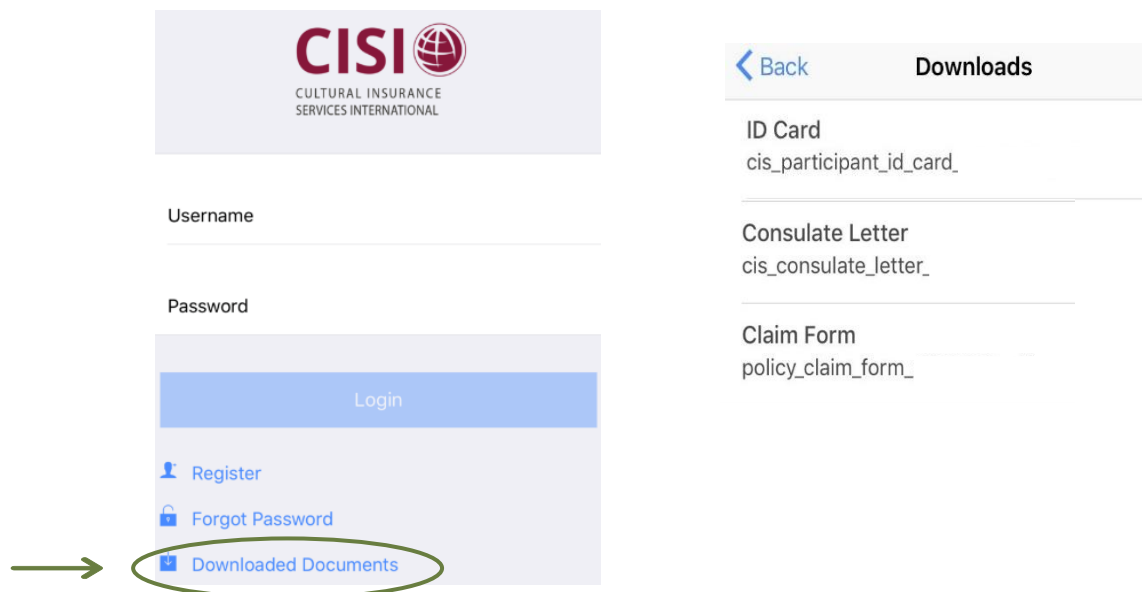 CISI
CULTURAL INSURANCE
SERVICES INTERNATIONAL
Username
Password
Login
Register
Forgot Password
Downloaded Documents
Back
Downloads
ID Card
cis_participant_id_card_
Consulate Letter
cis_consulate_letter_
Claim Form
policy_claim_form_